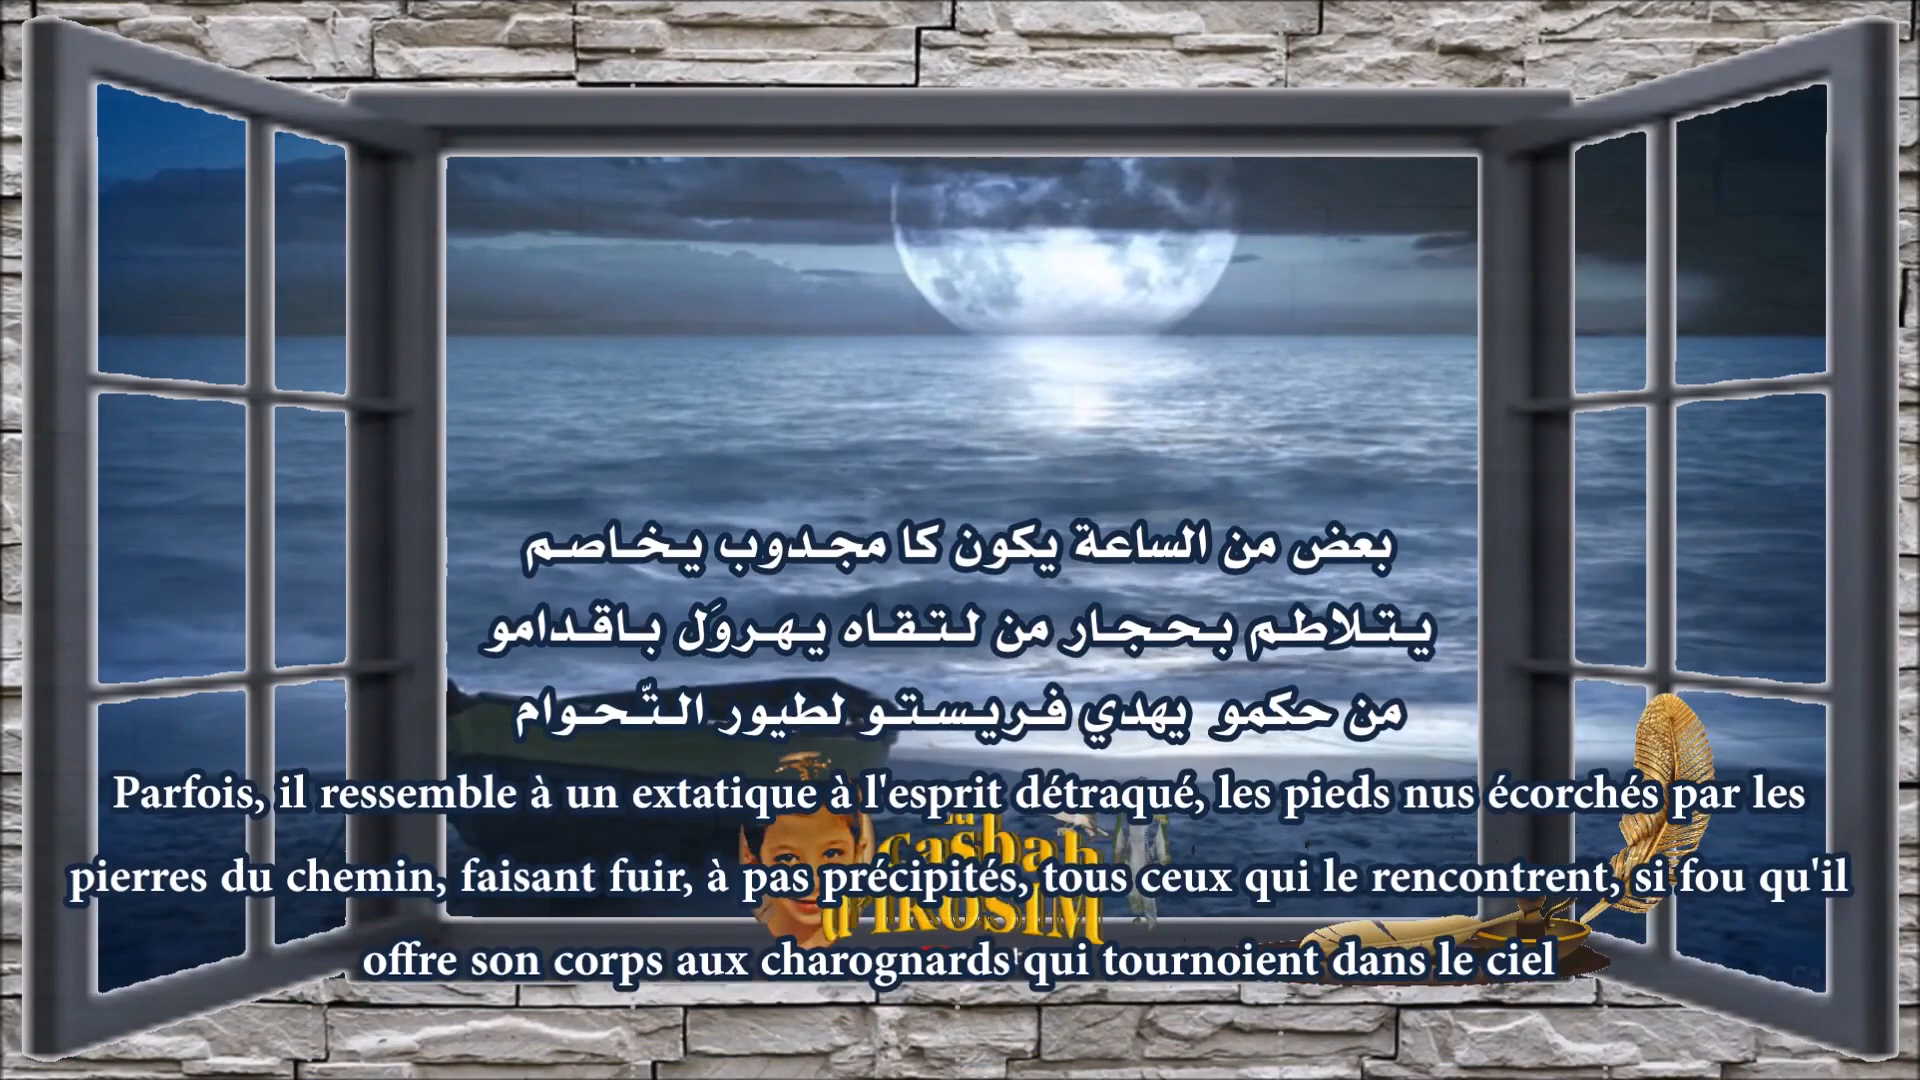 بعض من الساعة يكون كا مجدوب يخاصم
يتلاطم بحجار من لتقاه يهروَل باقدامو
من حكمو يهدي فريستو لطيور التّحوام
Parfois, il ressemble à un extatique à l'esprit détraqué, les pieds nus écorchés par les
pierres du chemin, faisant fuir, à pas précipités, tous ceux qui le rencontrent, si fou qu'il
offre son corps aux charognards qui tournoient dans le ciel
la
Casbah
d'IKOSIM